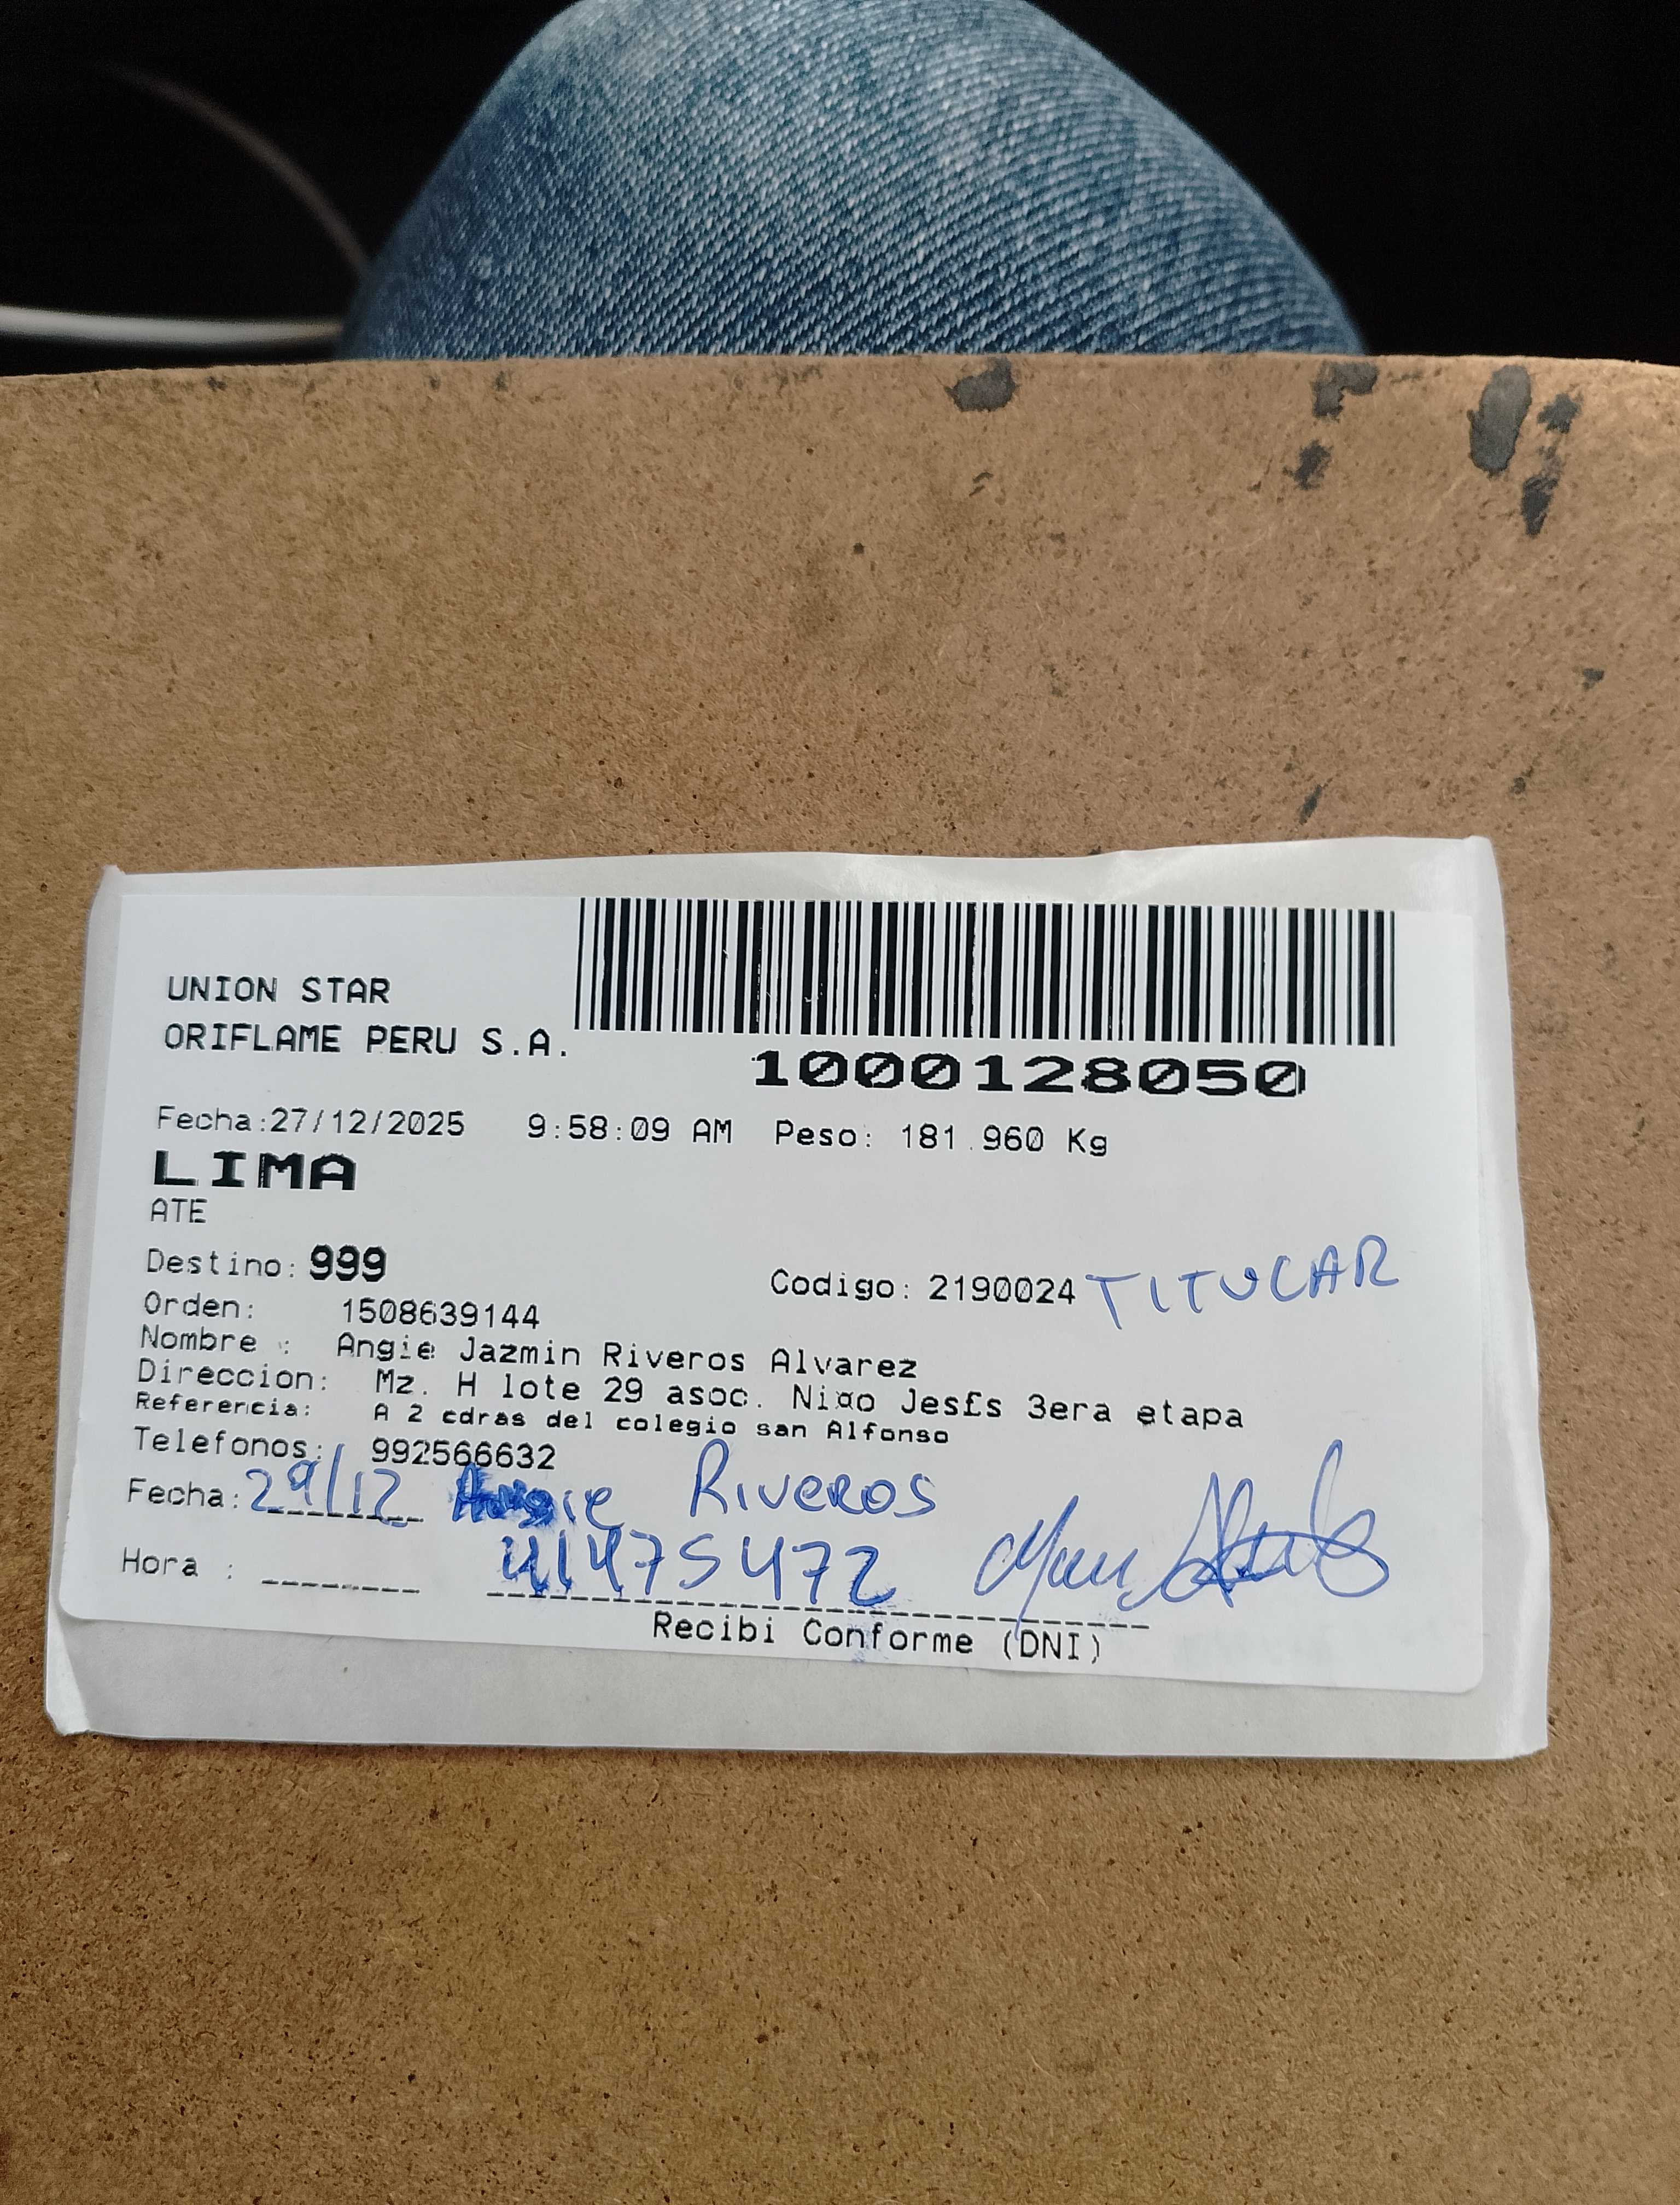 UNION STAR
ORIFLAME PERU S.A.
1000128050
Fecha:27/12/2025 9:58:09 AM Peso: 181.960 Kg
LIMA
ATE
Destino: 999
Codigo: 2190024 TITULAR
Orden: 1508639144
Nombre : Angie Jazmin Riveros Alvarez
Direccion: Mz. H lote 29 asoc. Niªo Jes£s 3era etapa
Referencia: A 2 cdras del colegio san Alfonso
Telefonos: 992566632
Fecha: 29/12 Angie Riveros
Hora : 41475472
Recibi Conforme (DNI)